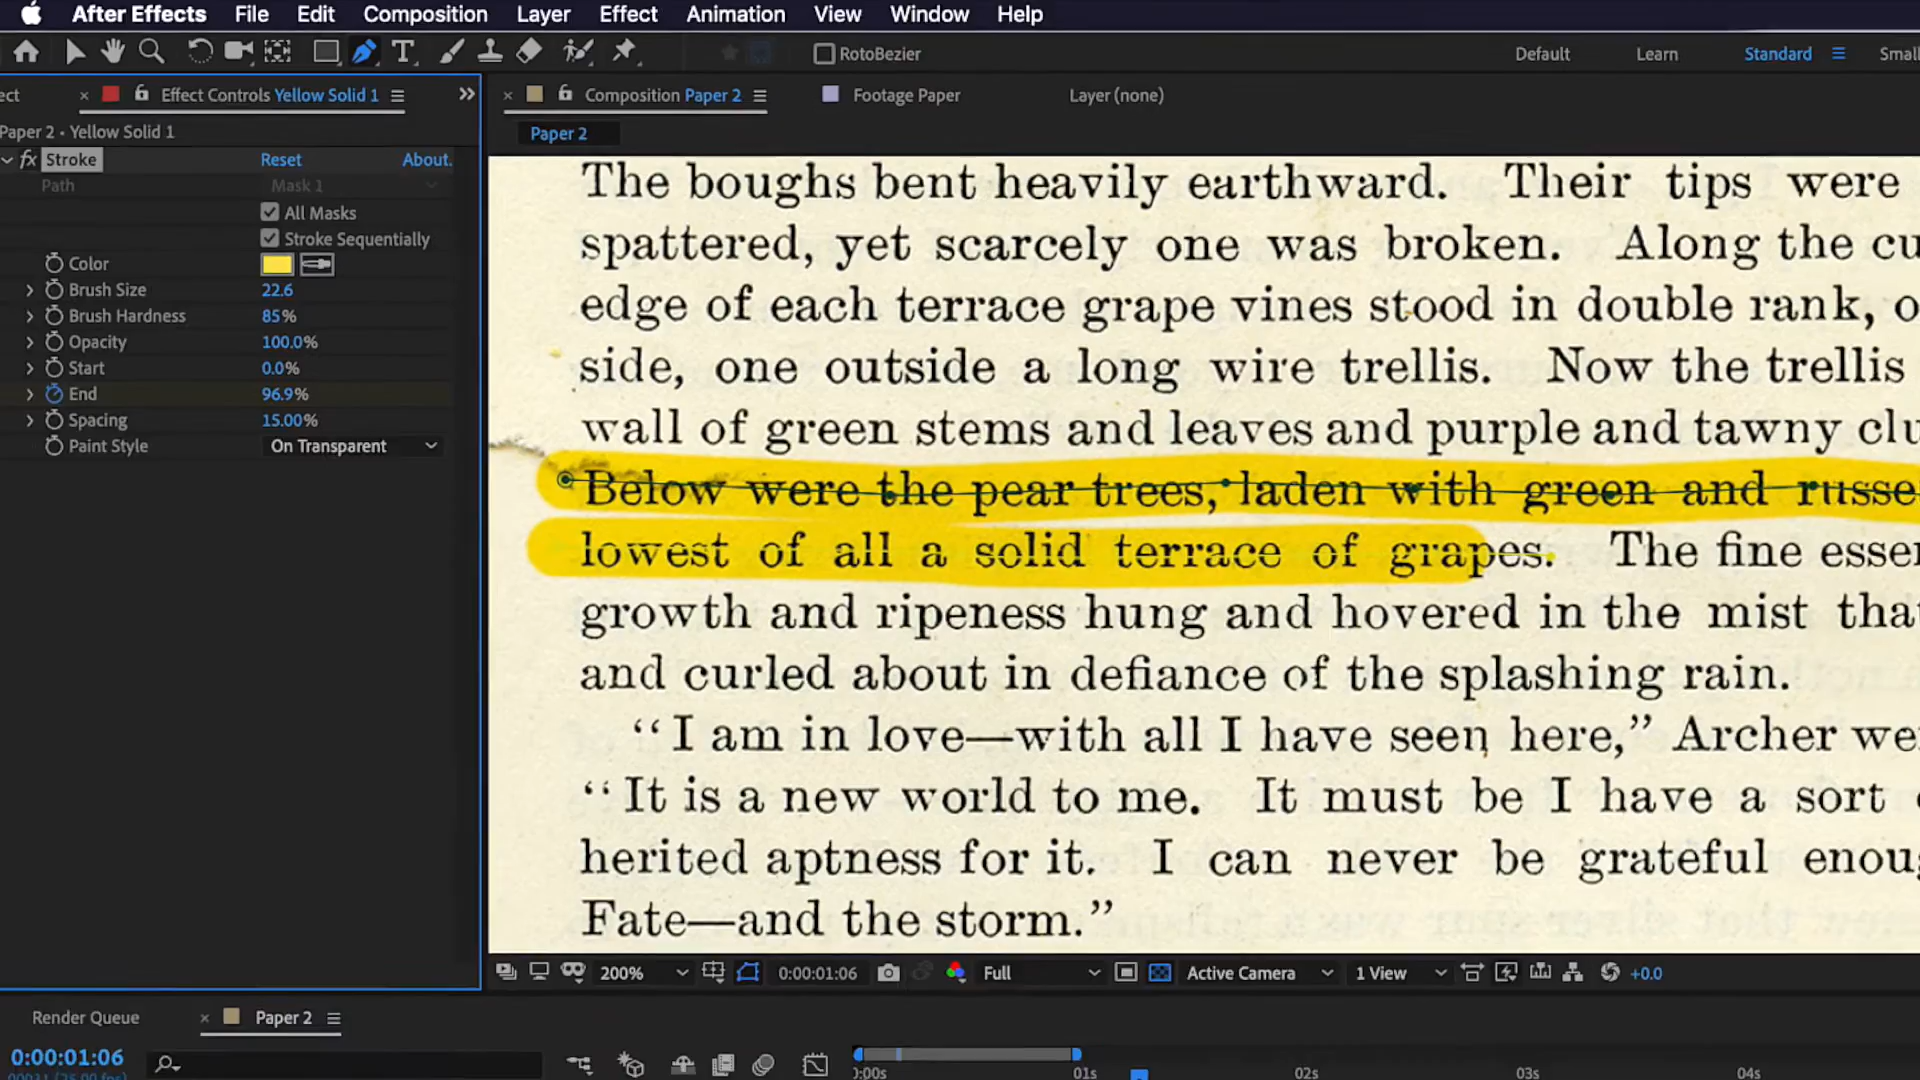 After Effects File Edit Composition Layer Effect Animation View Window Help
RotoBezier Default Learn Standard Small
ect Effect Controls Yellow Solid 1 Composition Paper 2 Footage Paper Layer (none)
Paper 2 • Yellow Solid 1
Paper 2
fx Stroke Reset About.
Path Mask 1
All Masks
Stroke Sequentially
Color
Brush Size 22.6
Brush Hardness 85%
Opacity 100.0%
Start 0.0%
End 96.9%
Spacing 15.00%
Paint Style On Transparent
The boughs bent heavily earthward. Their tips were
spattered, yet scarcely one was broken. Along the cu
edge of each terrace grape vines stood in double rank, o
side, one outside a long wire trellis. Now the trellis
wall of green stems and leaves and purple and tawny clu
Below were the pear trees, laden with green and russe
lowest of all a solid terrace of grapes. The fine essen
growth and ripeness hung and hovered in the mist tha
and curled about in defiance of the splashing rain.
“I am in love—with all I have seen here,” Archer we
“It is a new world to me. It must be I have a sort
herited aptness for it. I can never be grateful enou
Fate—and the storm.”
200% 0:00:01:06 Full Active Camera 1 View +0.0
Render Queue Paper 2
0:00:01:06
:00s 01s 02s 03s 04s